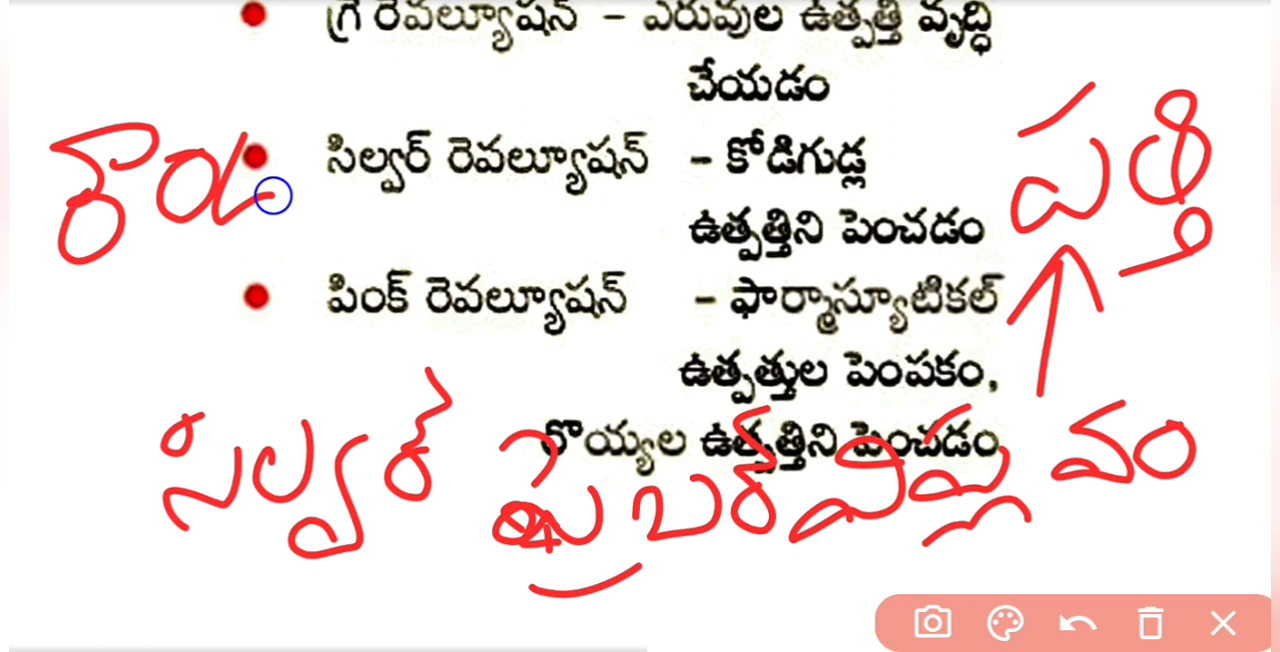 గ్రే రెవల్యూషన్ – ఎరువుల ఉత్పత్తి వృద్ధి
చేయడం
సిల్వర్ రెవల్యూషన్ – కోడిగుడ్ల
ఉత్పత్తిని పెంచడం
పత్తి
పింక్ రెవల్యూషన్ – ఫార్మాస్యూటికల్
ఉత్పత్తుల పెంపకం,
రొయ్యల ఉత్పత్తిని పెంచడం
సిల్వర్ ఫైబర్ విప్లవం